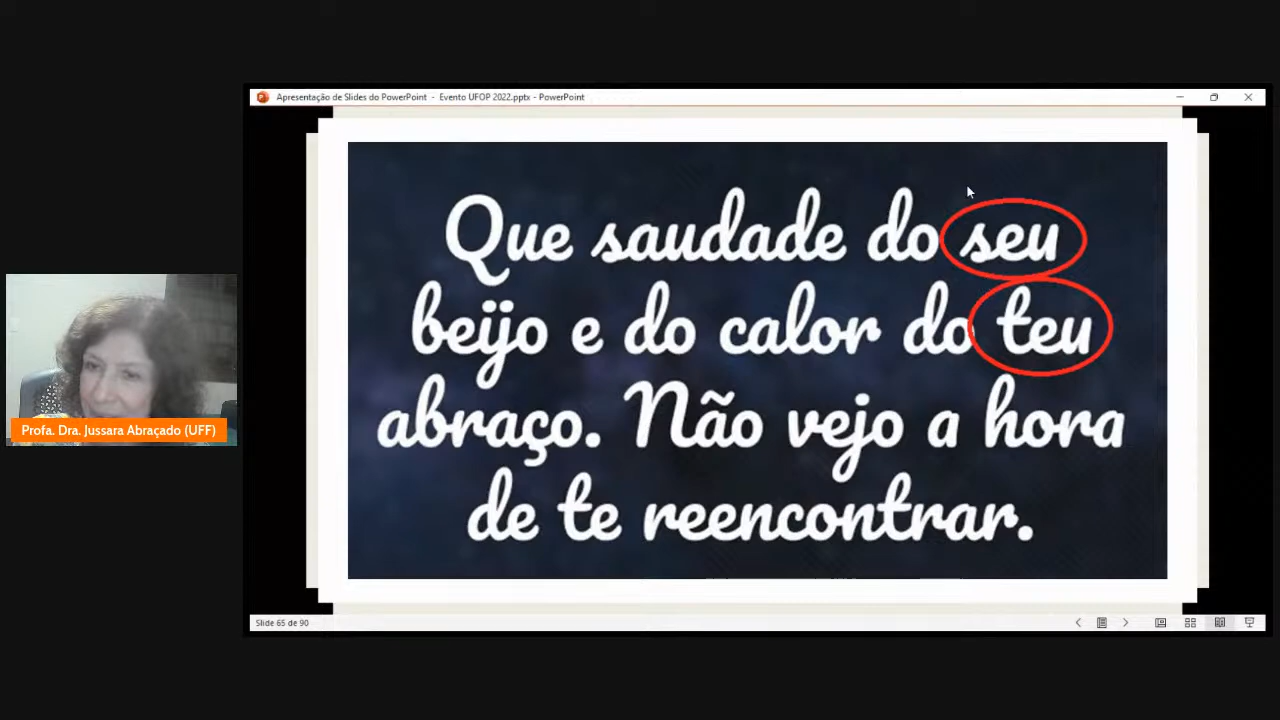 Apresentação de Slides do PowerPoint - Evento UFOP 2022.pptx - PowerPoint
Que saudade do seu
beijo e do calor do teu
abraço. Não vejo a hora
de te reencontrar.
Profa. Dra. Jussara Abraçado (UFF)
Slide 65 de 90